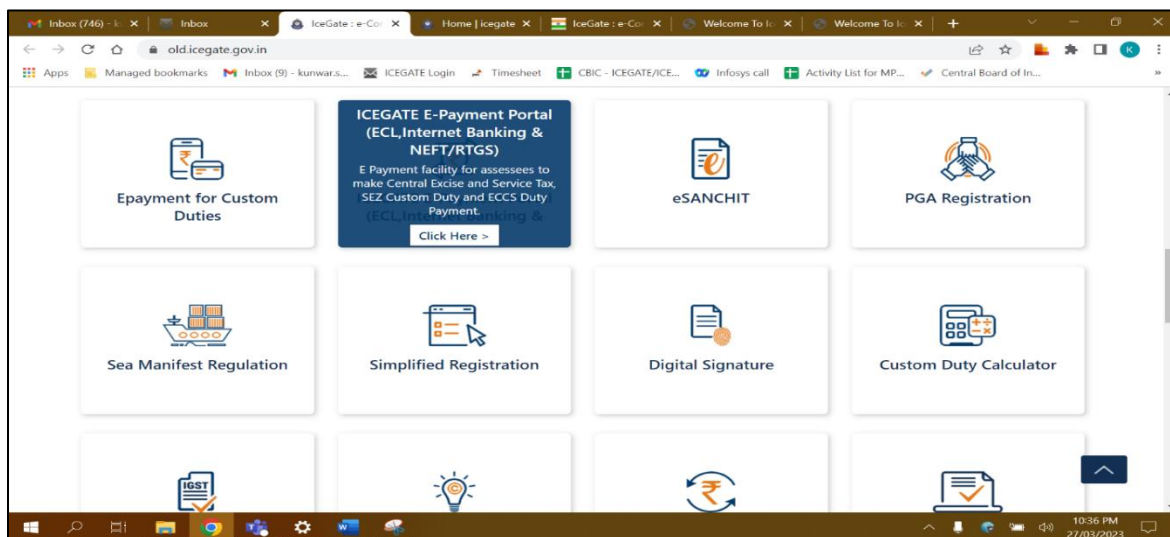 Inbox (746) - k
Inbox
IceGate : e-Cor
Home | icegate
IceGate : e-Cor
Welcome To Ic
Welcome To Ic
old.icegate.gov.in
K
Apps
Managed bookmarks
Inbox (9) - kunwar.s...
ICEGATE Login
Timesheet
CBIC - ICEGATE/ICE...
Infosys call
Activity List for MP...
Central Board of In...
»
Epayment for Custom
Duties
ICEGATE E-Payment Portal
(ECL,Internet Banking &
NEFT/RTGS)
E Payment facility for assessees to
make Central Excise and Service Tax,
SEZ Custom Duty and ECCS Duty
Payment.
Click Here >
eSANCHIT
PGA Registration
Sea Manifest Regulation
Simplified Registration
Digital Signature
Custom Duty Calculator
IGST
10:36 PM
27/03/2023